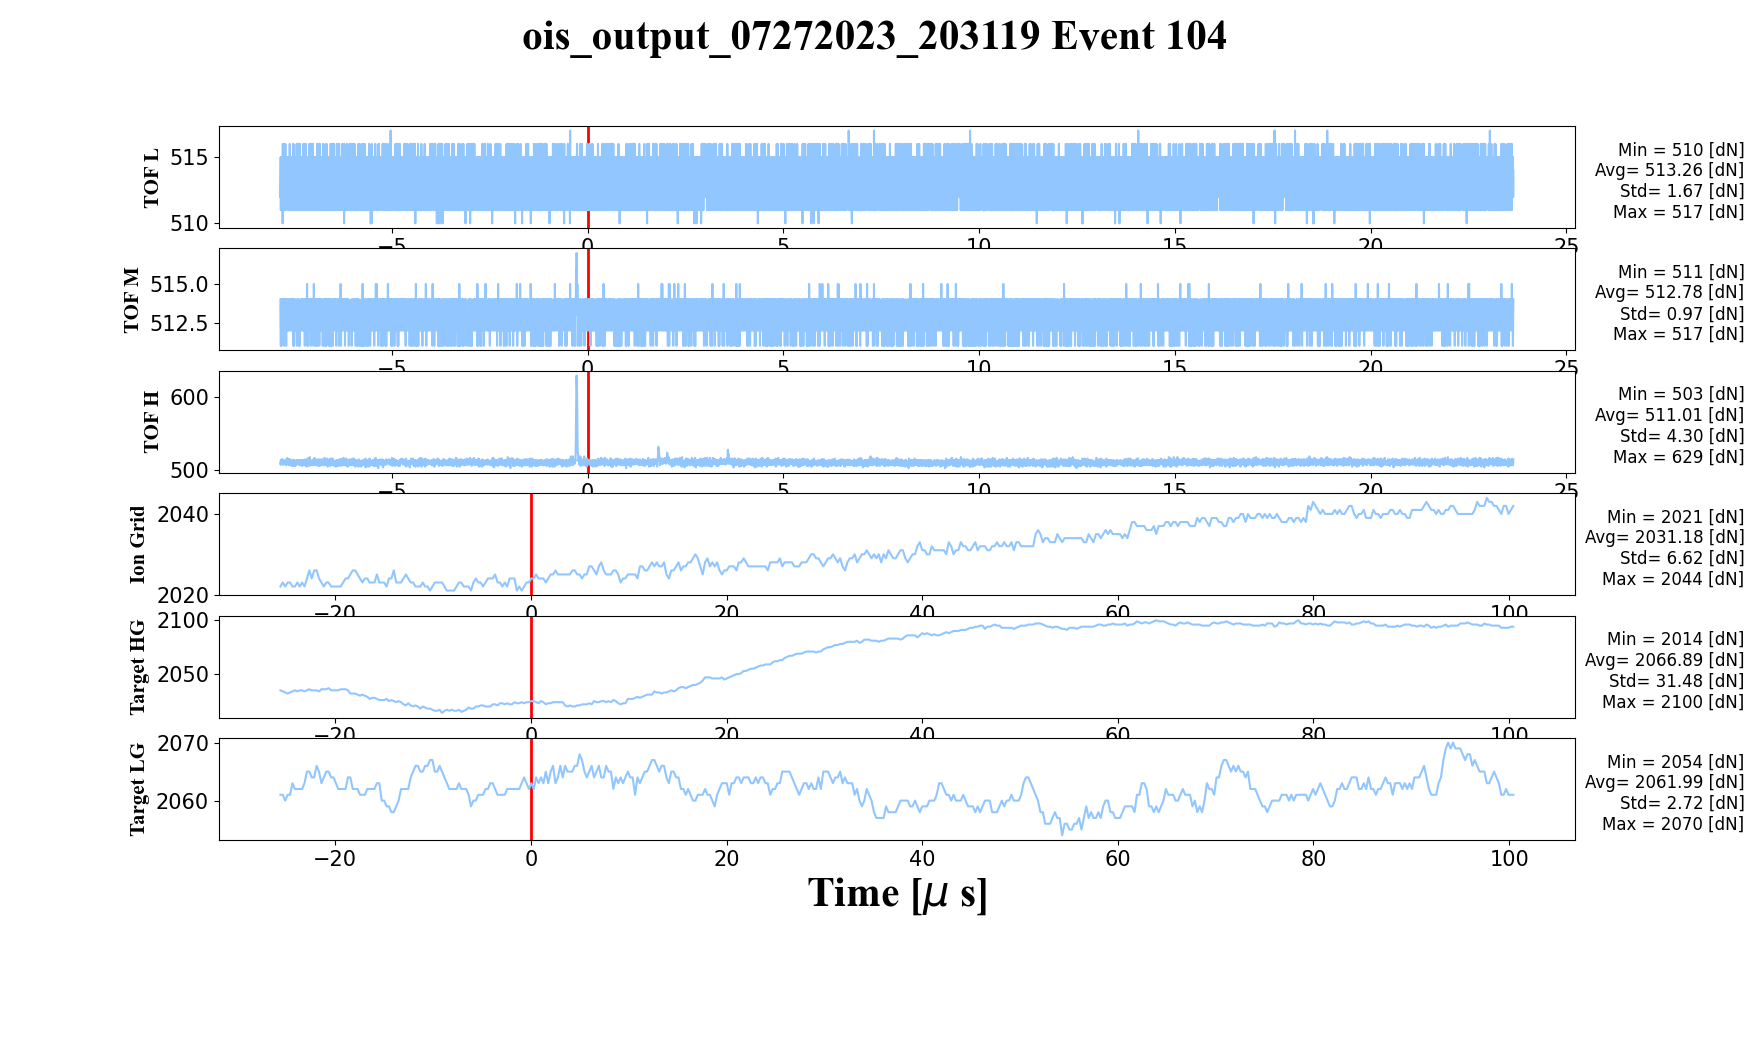 ois_output_07272023_203119 Event 104
TOF L
515
510
−5
0
5
10
15
20
25
Min = 510 [dN]
Avg= 513.26 [dN]
Std= 1.67 [dN]
Max = 517 [dN]
TOF M
515.0
512.5
−5
0
5
10
15
20
25
Min = 511 [dN]
Avg= 512.78 [dN]
Std= 0.97 [dN]
Max = 517 [dN]
TOF H
600
500
−5
0
5
10
15
20
25
Min = 503 [dN]
Avg= 511.01 [dN]
Std= 4.30 [dN]
Max = 629 [dN]
Ion Grid
2040
2020
−20
0
20
40
60
80
100
Min = 2021 [dN]
Avg= 2031.18 [dN]
Std= 6.62 [dN]
Max = 2044 [dN]
Target HG
2100
2050
−20
0
20
40
60
80
100
Min = 2014 [dN]
Avg= 2066.89 [dN]
Std= 31.48 [dN]
Max = 2100 [dN]
Target LG
2070
2060
−20
0
20
40
60
80
100
Min = 2054 [dN]
Avg= 2061.99 [dN]
Std= 2.72 [dN]
Max = 2070 [dN]
Time [μ s]